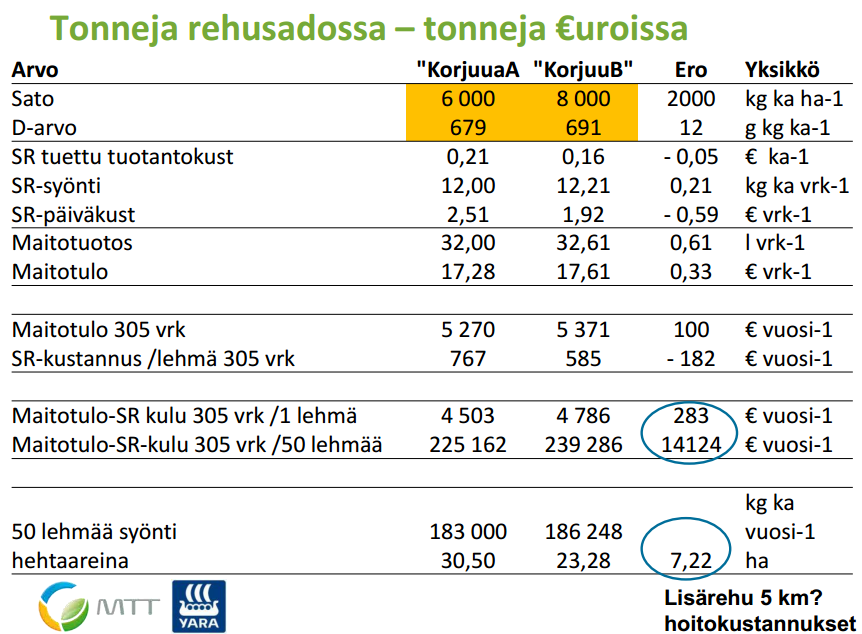 Tonneja rehusadossa – tonneja €uroissa
Arvo "KorjuuaA "KorjuuB" Ero Yksikkö
Sato 6 000 8 000 2000 kg ka ha-1
D-arvo 679 691 12 g kg ka-1
SR tuettu tuotantokust 0,21 0,16 - 0,05 € ka-1
SR-syönti 12,00 12,21 0,21 kg ka vrk-1
SR-päiväkust 2,51 1,92 - 0,59 € vrk-1
Maitotuotos 32,00 32,61 0,61 l vrk-1
Maitotulo 17,28 17,61 0,33 € vrk-1
Maitotulo 305 vrk 5 270 5 371 100 € vuosi-1
SR-kustannus /lehmä 305 vrk 767 585 - 182 € vuosi-1
Maitotulo-SR kulu 305 vrk /1 lehmä 4 503 4 786 283 € vuosi-1
Maitotulo-SR-kulu 305 vrk /50 lehmää 225 162 239 286 14124 € vuosi-1
kg ka
50 lehmää syönti 183 000 186 248 vuosi-1
hehtaareina 30,50 23,28 7,22 ha
MTT YARA
Lisärehu 5 km?
hoitokustannukset